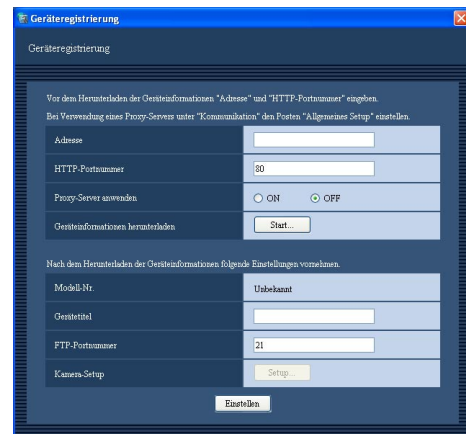 Geräteregistrierung
Geräteregistrierung
Vor dem Herunterladen der Geräteinformationen "Adresse" und "HTTP-Portnummer" eingeben.
Bei Verwendung eines Proxy-Servers unter "Kommunikation" den Posten "Allgemeines Setup" einstellen.
Adresse
HTTP-Portnummer 80
Proxy-Server anwenden ON OFF
Geräteinformationen herunterladen Start...
Nach dem Herunterladen der Geräteinformationen folgende Einstellungen vornehmen.
Modell-Nr. Unbekannt
Gerätetitel
FTP-Portnummer 21
Kamera-Setup Setup...
Einstellen